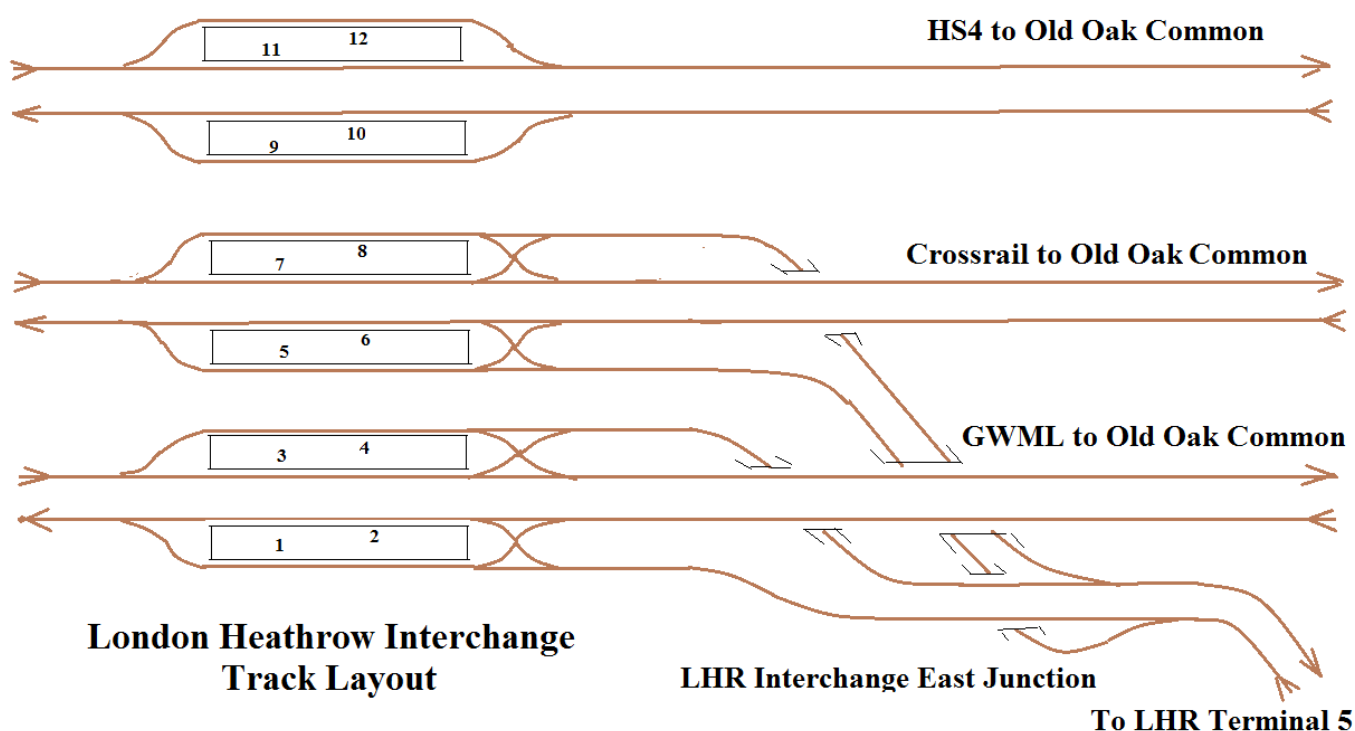 HS4 to Old Oak Common
12
11
10
9
8
7
Crossrail to Old Oak Common
6
5
GWML to Old Oak Common
4
3
2
1
London Heathrow Interchange
Track Layout
LHR Interchange East Junction
To LHR Terminal 5